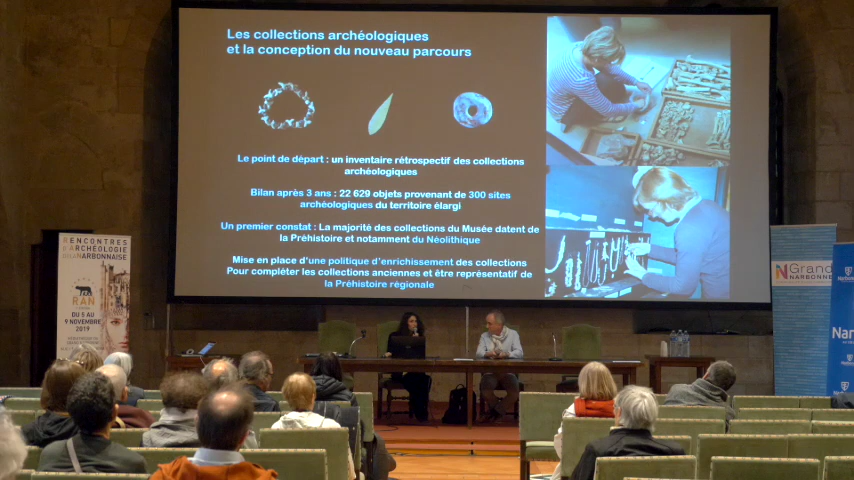 Les collections archéologiques
et la conception du nouveau parcours
Le point de départ : un inventaire rétrospectif des collections
archéologiques
Bilan après 3 ans : 22 629 objets provenant de 300 sites
archéologiques du territoire élargi
Un premier constat : La majorité des collections du Musée datent de
la Préhistoire et notamment du Néolithique
Mise en place d'une politique d'enrichissement des collections
Pour compléter les collections anciennes et être représentatif de
la Préhistoire régionale
RENCONTRES
D'ARCHÉOLOGIE
DE LA NARBONNAISE
RAN
DU 5 AU
9 NOVEMBRE
2019
Grand
NARBONNE